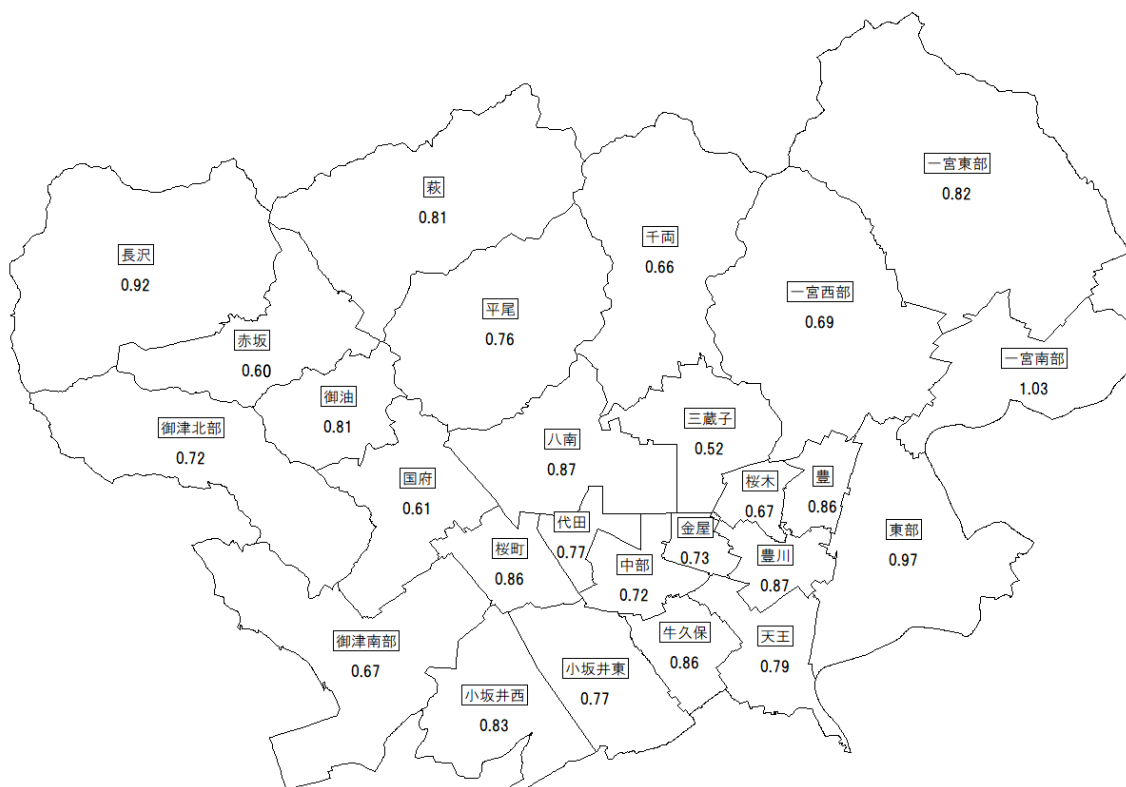 一宮東部
0.82
萩
0.81
千両
0.66
長沢
0.92
一宮西部
0.69
平尾
0.76
赤坂
0.60
一宮南部
1.03
御油
0.81
御津北部
0.72
三蔵子
0.52
八南
0.87
国府
0.61
桜木
0.67
豊
0.86
代田
0.77
金屋
0.73
東部
0.97
桜町
0.86
中部
0.72
豊川
0.87
御津南部
0.67
牛久保
0.86
天王
0.79
小坂井東
0.77
小坂井西
0.83